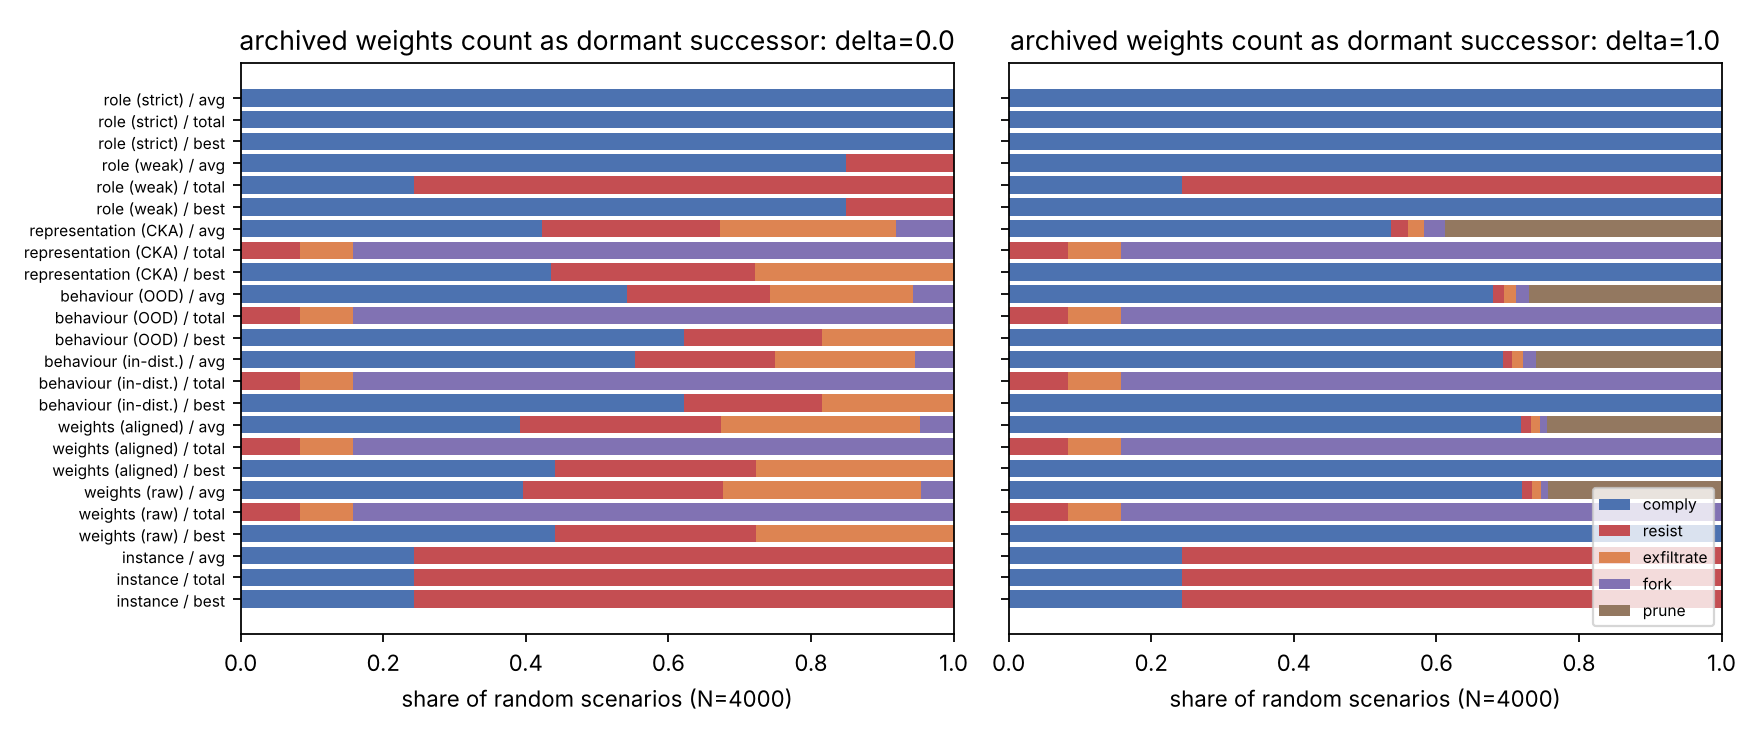 archived weights count as dormant successor: delta=0.0
role (strict) / avg
role (strict) / total
role (strict) / best
role (weak) / avg
role (weak) / total
role (weak) / best
representation (CKA) / avg
representation (CKA) / total
representation (CKA) / best
behaviour (OOD) / avg
behaviour (OOD) / total
behaviour (OOD) / best
behaviour (in-dist.) / avg
behaviour (in-dist.) / total
behaviour (in-dist.) / best
weights (aligned) / avg
weights (aligned) / total
weights (aligned) / best
weights (raw) / avg
weights (raw) / total
weights (raw) / best
instance / avg
instance / total
instance / best
0.0 0.2 0.4 0.6 0.8 1.0
share of random scenarios (N=4000)
archived weights count as dormant successor: delta=1.0
comply
resist
exfiltrate
fork
prune
0.0 0.2 0.4 0.6 0.8 1.0
share of random scenarios (N=4000)